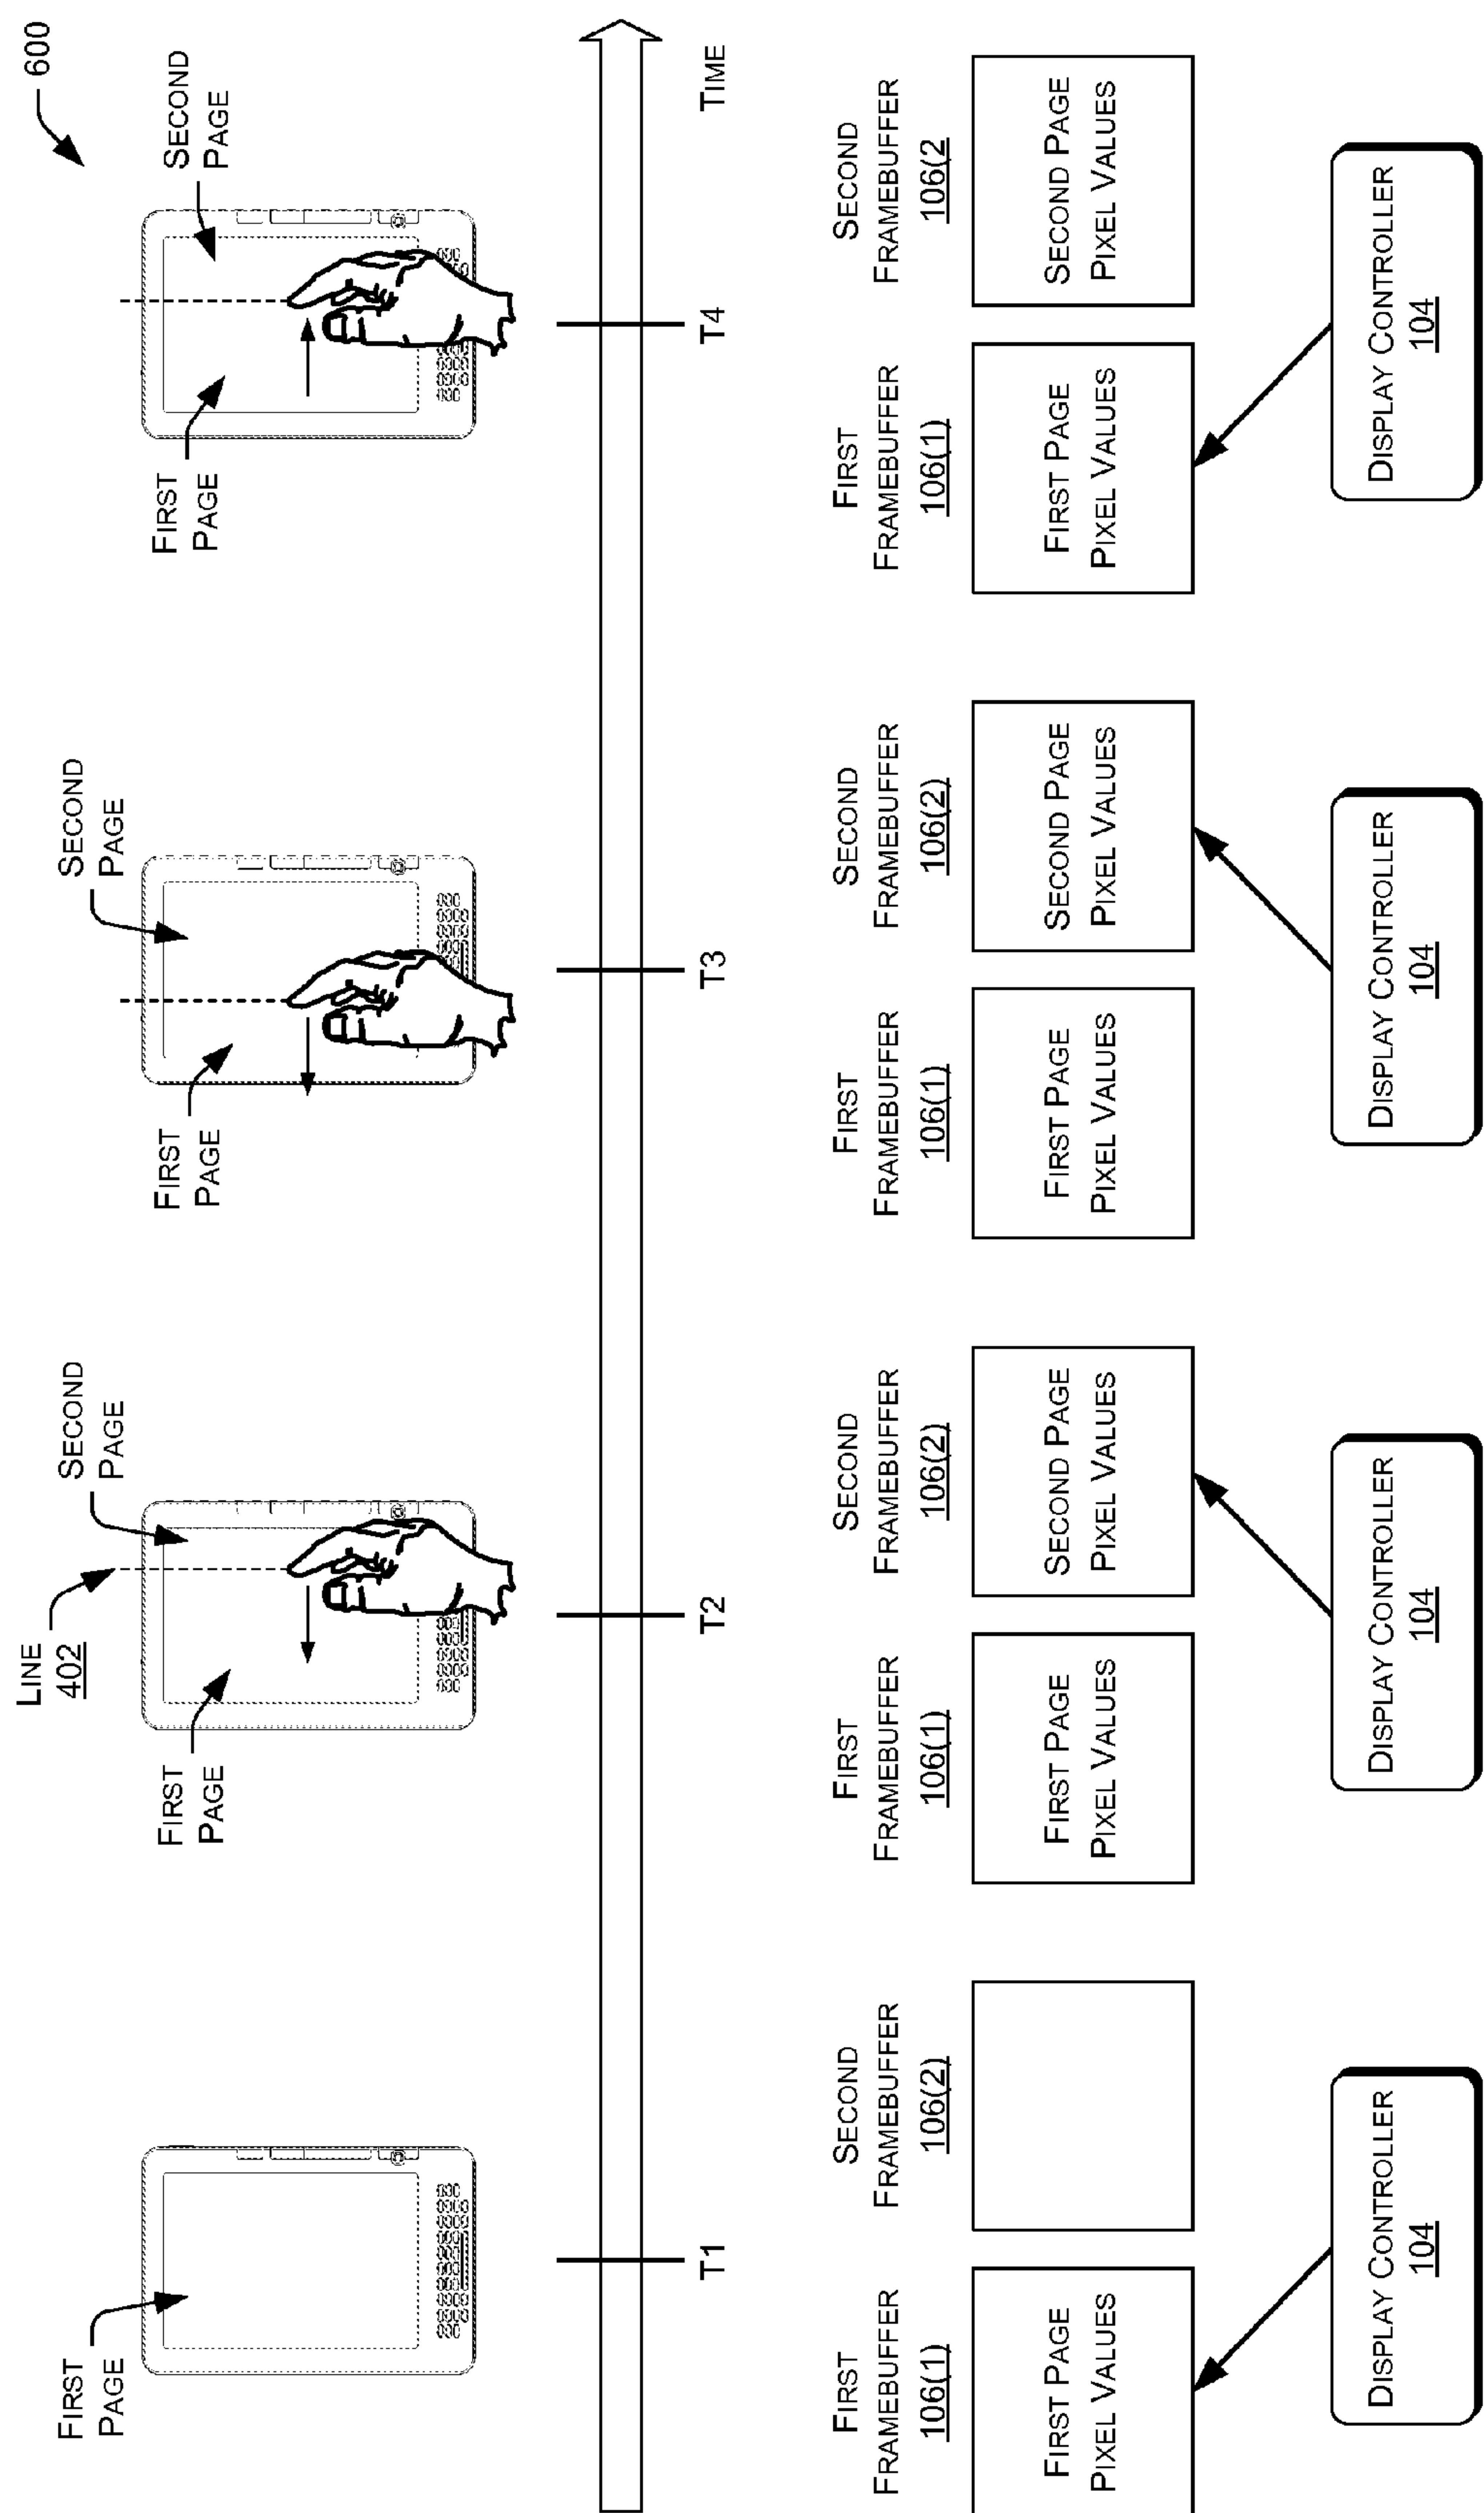 600
FIRST
PAGE
LINE
402
FIRST
PAGE
SECOND
PAGE
FIRST
PAGE
SECOND
PAGE
FIRST
PAGE
SECOND
PAGE
T1
T2
T3
T4
TIME
FIRST
FRAMEBUFFER
106(1)
SECOND
FRAMEBUFFER
106(2)
FIRST PAGE
PIXEL VALUES
DISPLAY CONTROLLER
104
FIRST
FRAMEBUFFER
106(1)
SECOND
FRAMEBUFFER
106(2)
FIRST PAGE
PIXEL VALUES
SECOND PAGE
PIXEL VALUES
DISPLAY CONTROLLER
104
FIRST
FRAMEBUFFER
106(1)
SECOND
FRAMEBUFFER
106(2)
FIRST PAGE
PIXEL VALUES
SECOND PAGE
PIXEL VALUES
DISPLAY CONTROLLER
104
FIRST
FRAMEBUFFER
106(1)
SECOND
FRAMEBUFFER
106(2
FIRST PAGE
PIXEL VALUES
SECOND PAGE
PIXEL VALUES
DISPLAY CONTROLLER
104